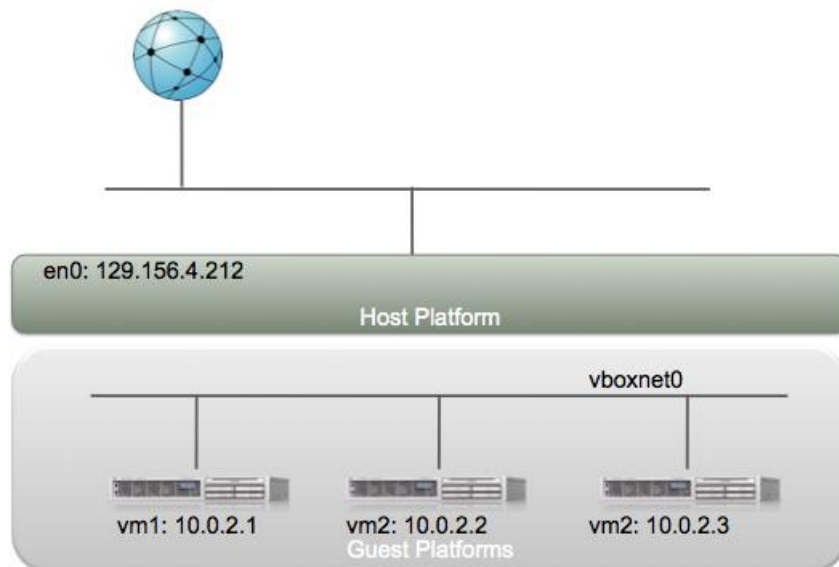 en0: 129.156.4.212
Host Platform
vboxnet0
vm1: 10.0.2.1
vm2: 10.0.2.2
vm2: 10.0.2.3
Guest Platforms